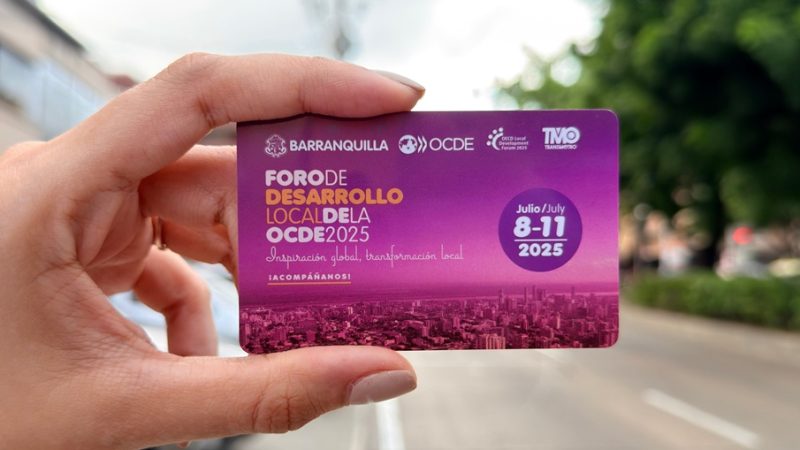 BARRANQUILLA
OCDE
OECD Local
Development
Forum 2025
TMO
TRANSMETRO
FORO DE
DESARROLLO
LOCAL DE LA
OCDE 2025
Inspiración global, transformación local
¡ACOMPÁÑANOS!
Julio/July
8-11
2025